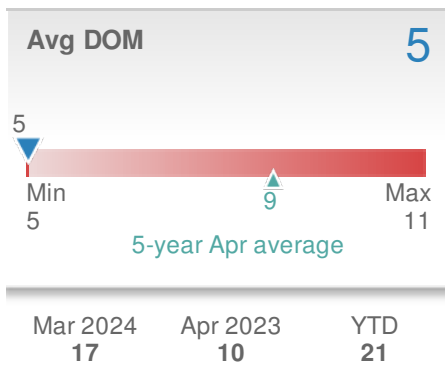 Avg DOM 5
5
Min Max
5 9 11
5-year Apr average
Mar 2024 Apr 2023 YTD
17 10 21